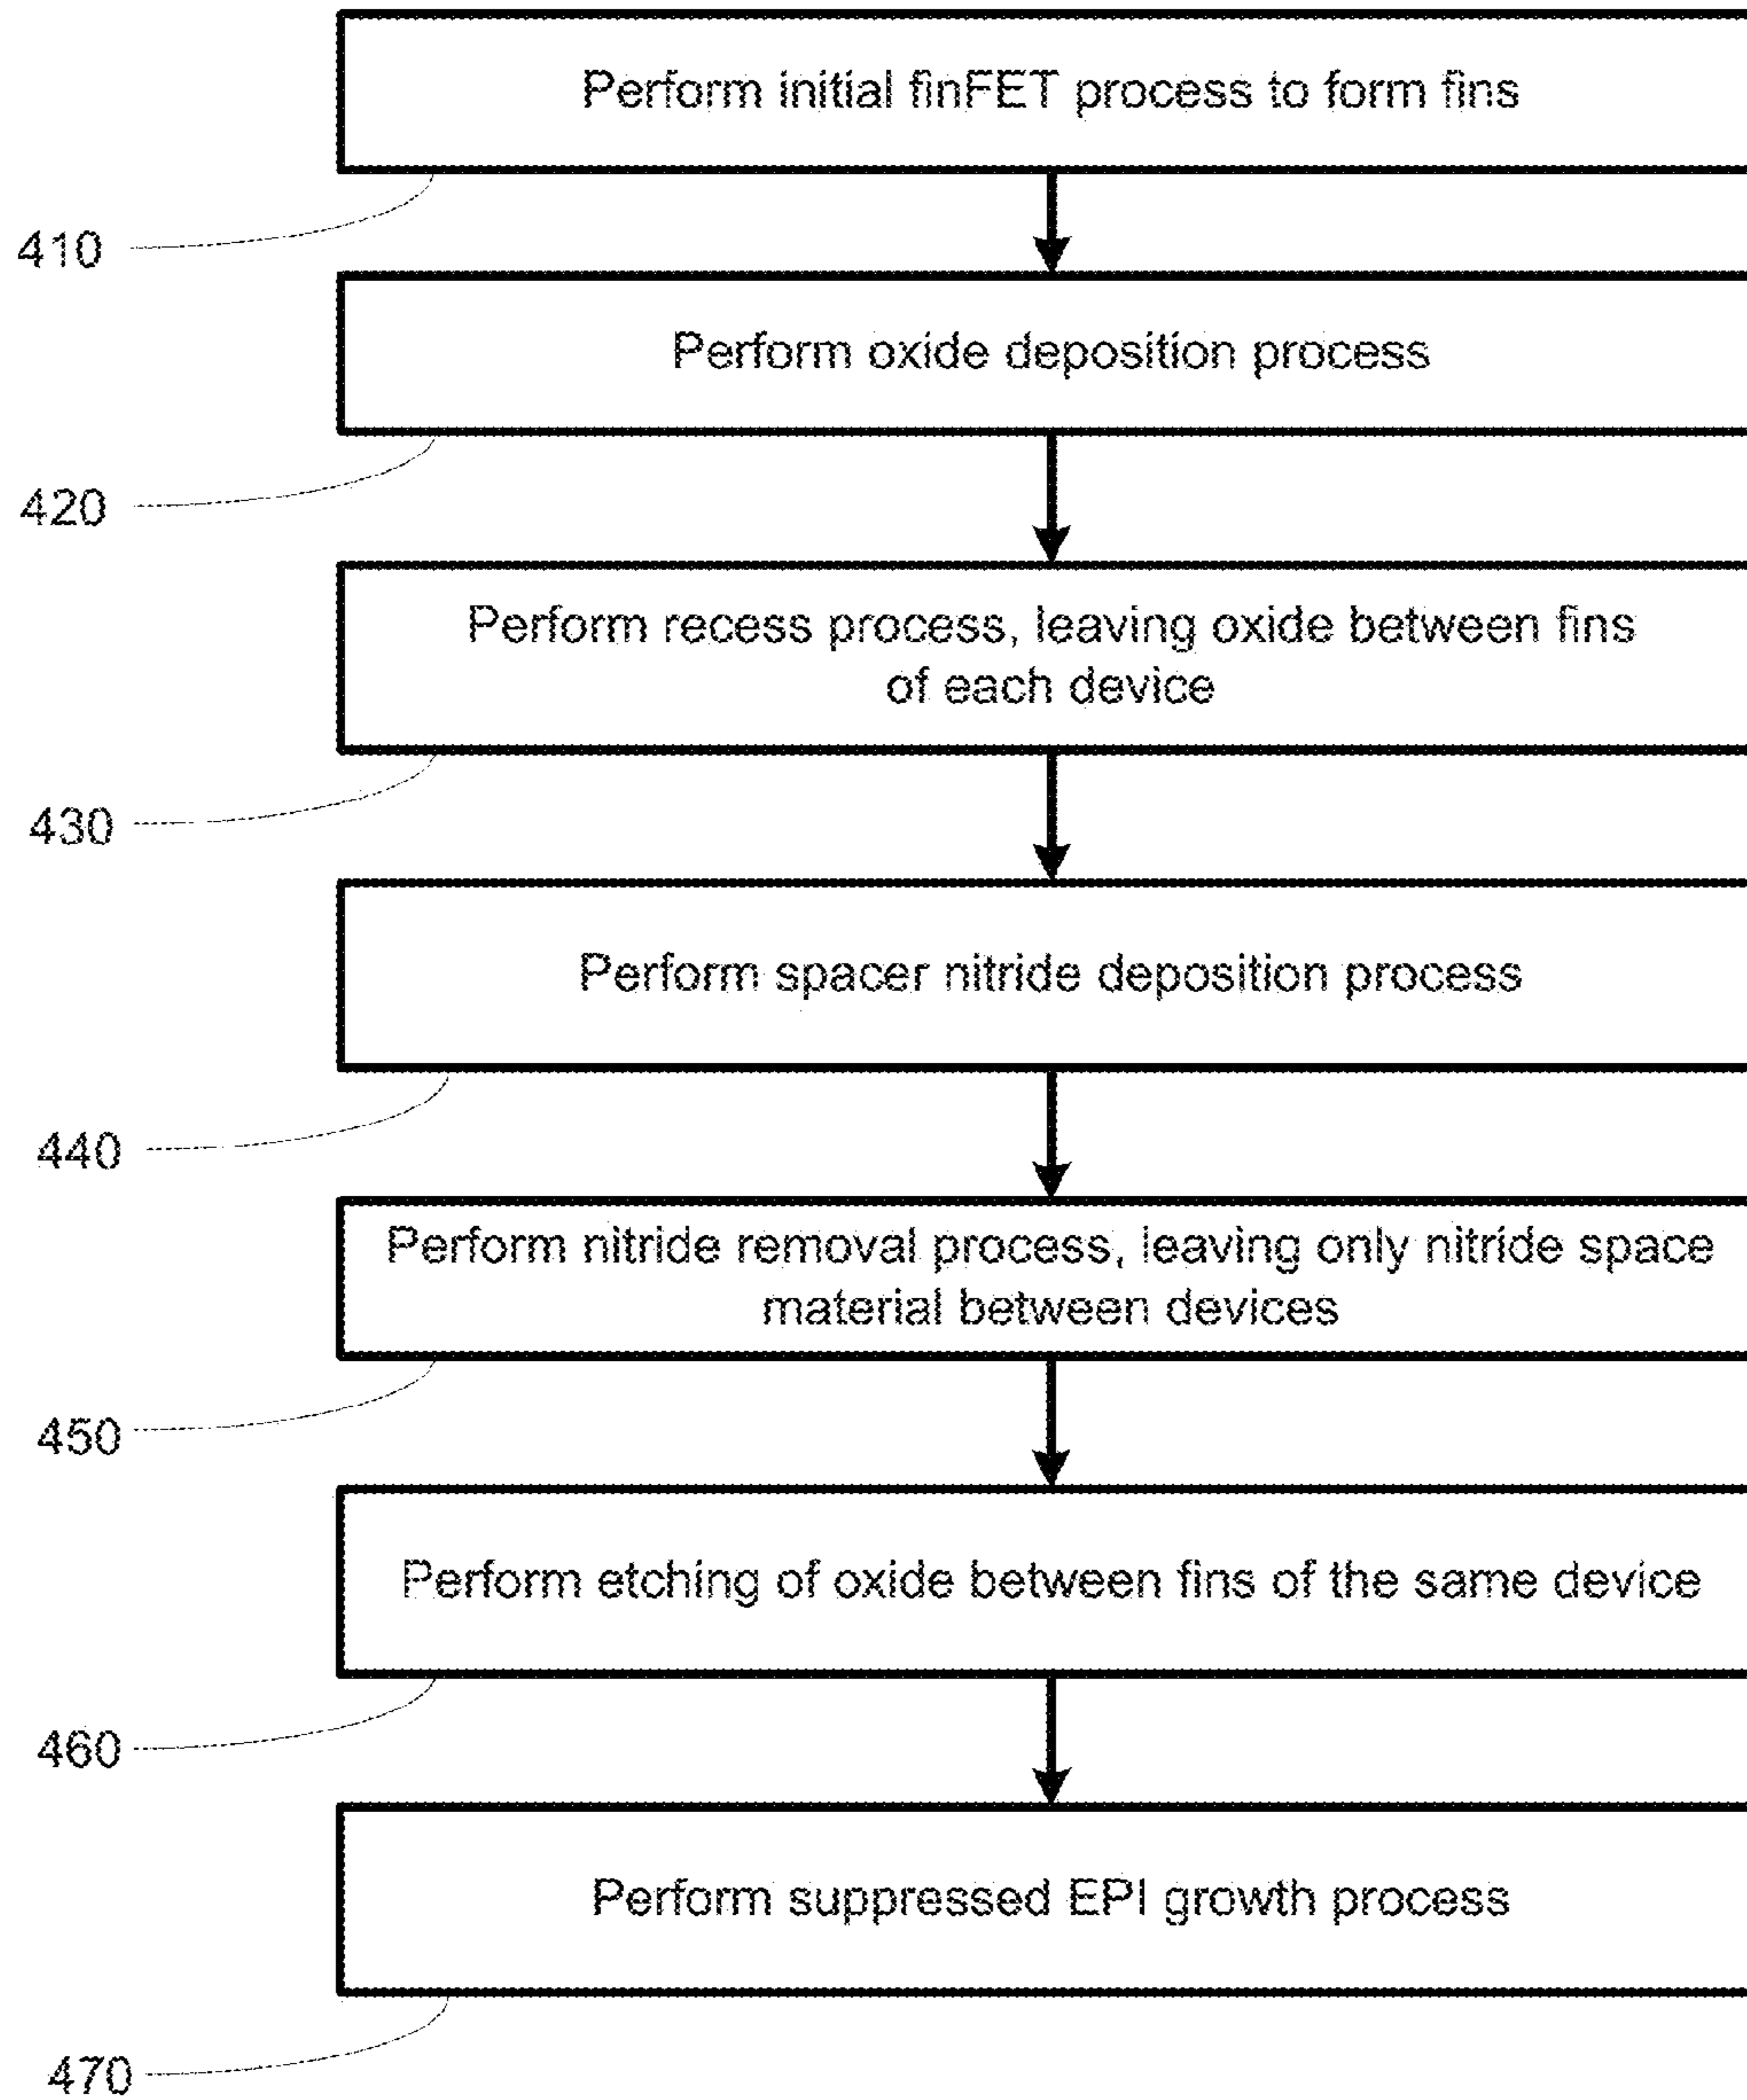 Perform initial finFET process to form fins
410
Perform oxide deposition process
420
Perform recess process, leaving oxide between fins
of each device
430
Perform spacer nitride deposition process
440
Perform nitride removal process, leaving only nitride space
material between devices
450
Perform etching of oxide between fins of the same device
460
Perform suppressed EPI growth process
470